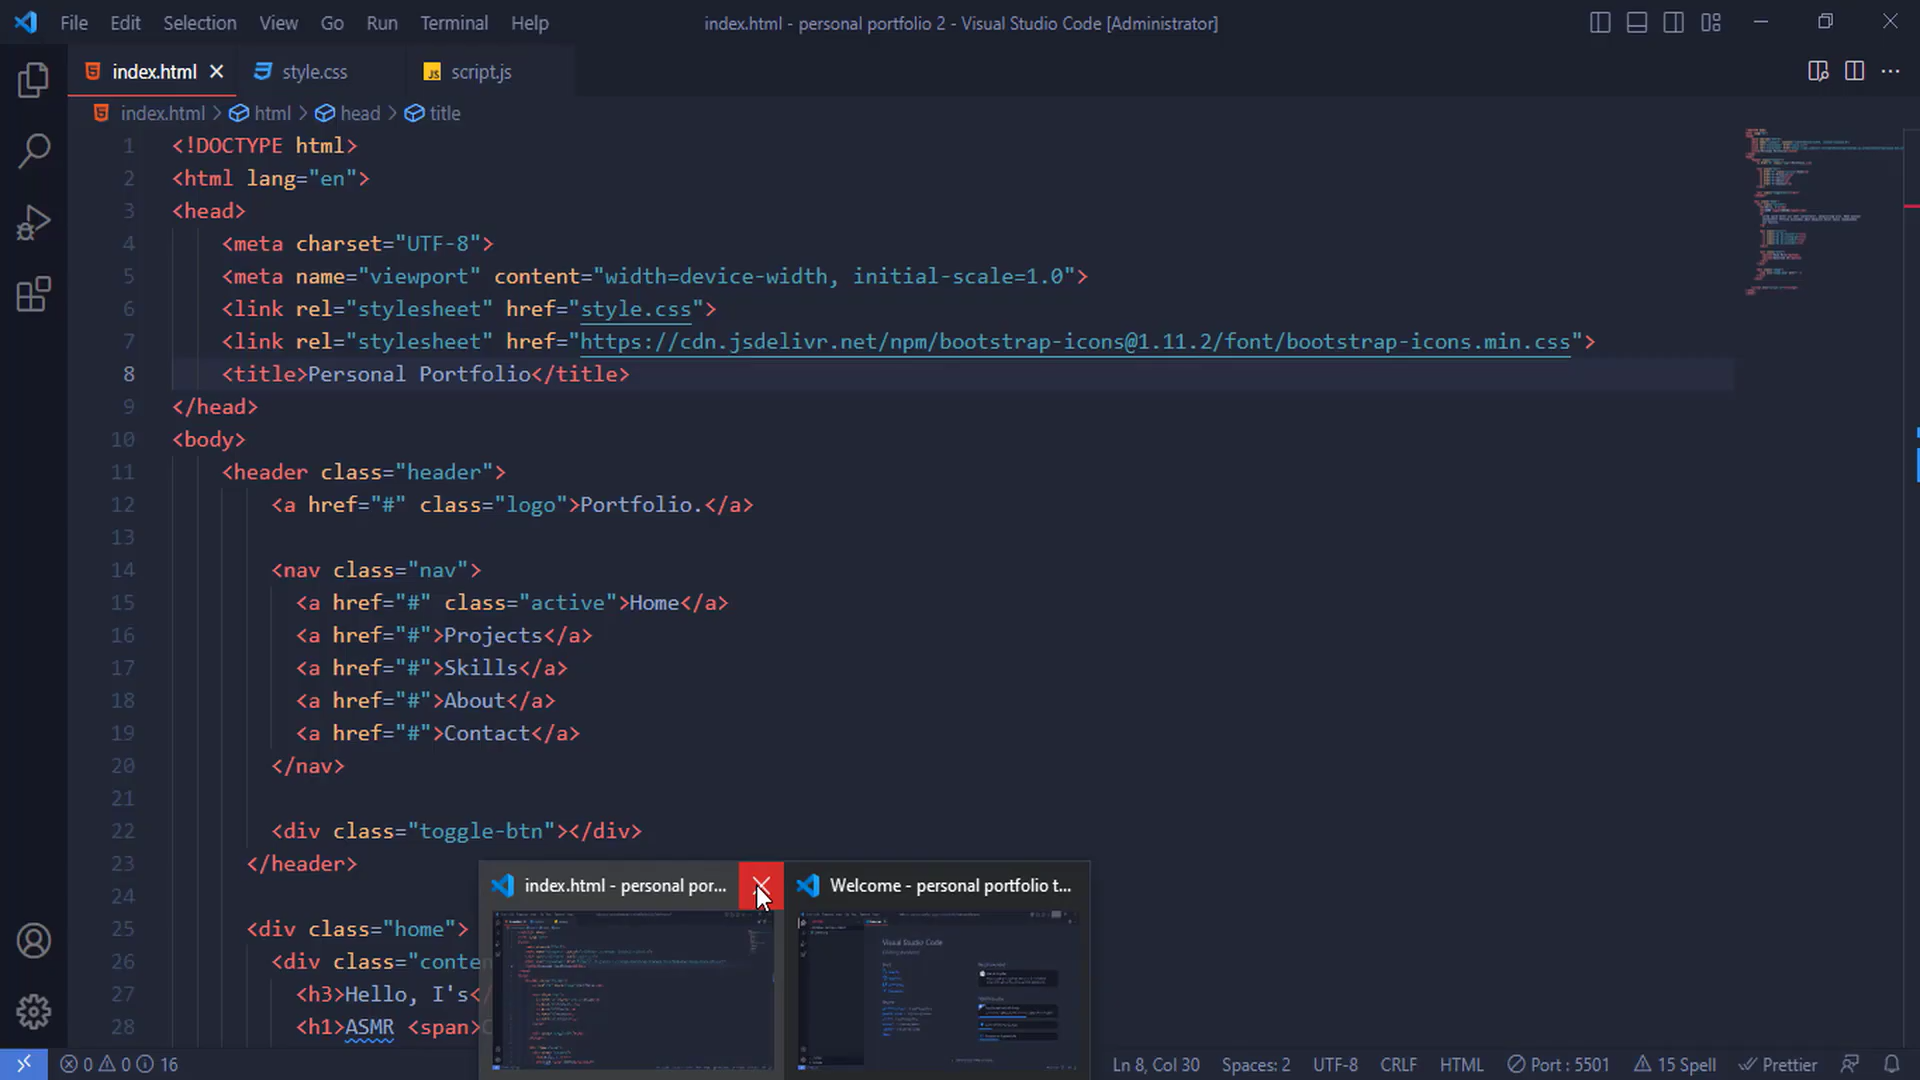 File Edit Selection View Go Run Terminal Help
index.html - personal portfolio 2 - Visual Studio Code [Administrator]
index.html style.css JS script.js
index.html > html > head > title
1 <!DOCTYPE html>
2 <html lang="en">
3 <head>
4 <meta charset="UTF-8">
5 <meta name="viewport" content="width=device-width, initial-scale=1.0">
6 <link rel="stylesheet" href="style.css">
7 <link rel="stylesheet" href="https://cdn.jsdelivr.net/npm/bootstrap-icons@1.11.2/font/bootstrap-icons.min.css">
8 <title>Personal Portfolio</title>
9 </head>
10 <body>
11 <header class="header">
12 <a href="#" class="logo">Portfolio.</a>
13
14 <nav class="nav">
15 <a href="#" class="active">Home</a>
16 <a href="#">Projects</a>
17 <a href="#">Skills</a>
18 <a href="#">About</a>
19 <a href="#">Contact</a>
20 </nav>
21
22 <div class="toggle-btn"></div>
23 </header>
24
25 <div class="home">
26 <div class="conte
27 <h3>Hello, I's<
28 <h1>ASMR <span>
index.html - personal por...
Welcome - personal portfolio t...
Visual Studio Code
0 0 16
Ln 8, Col 30 Spaces: 2 UTF-8 CRLF HTML Port : 5501 15 Spell Prettier